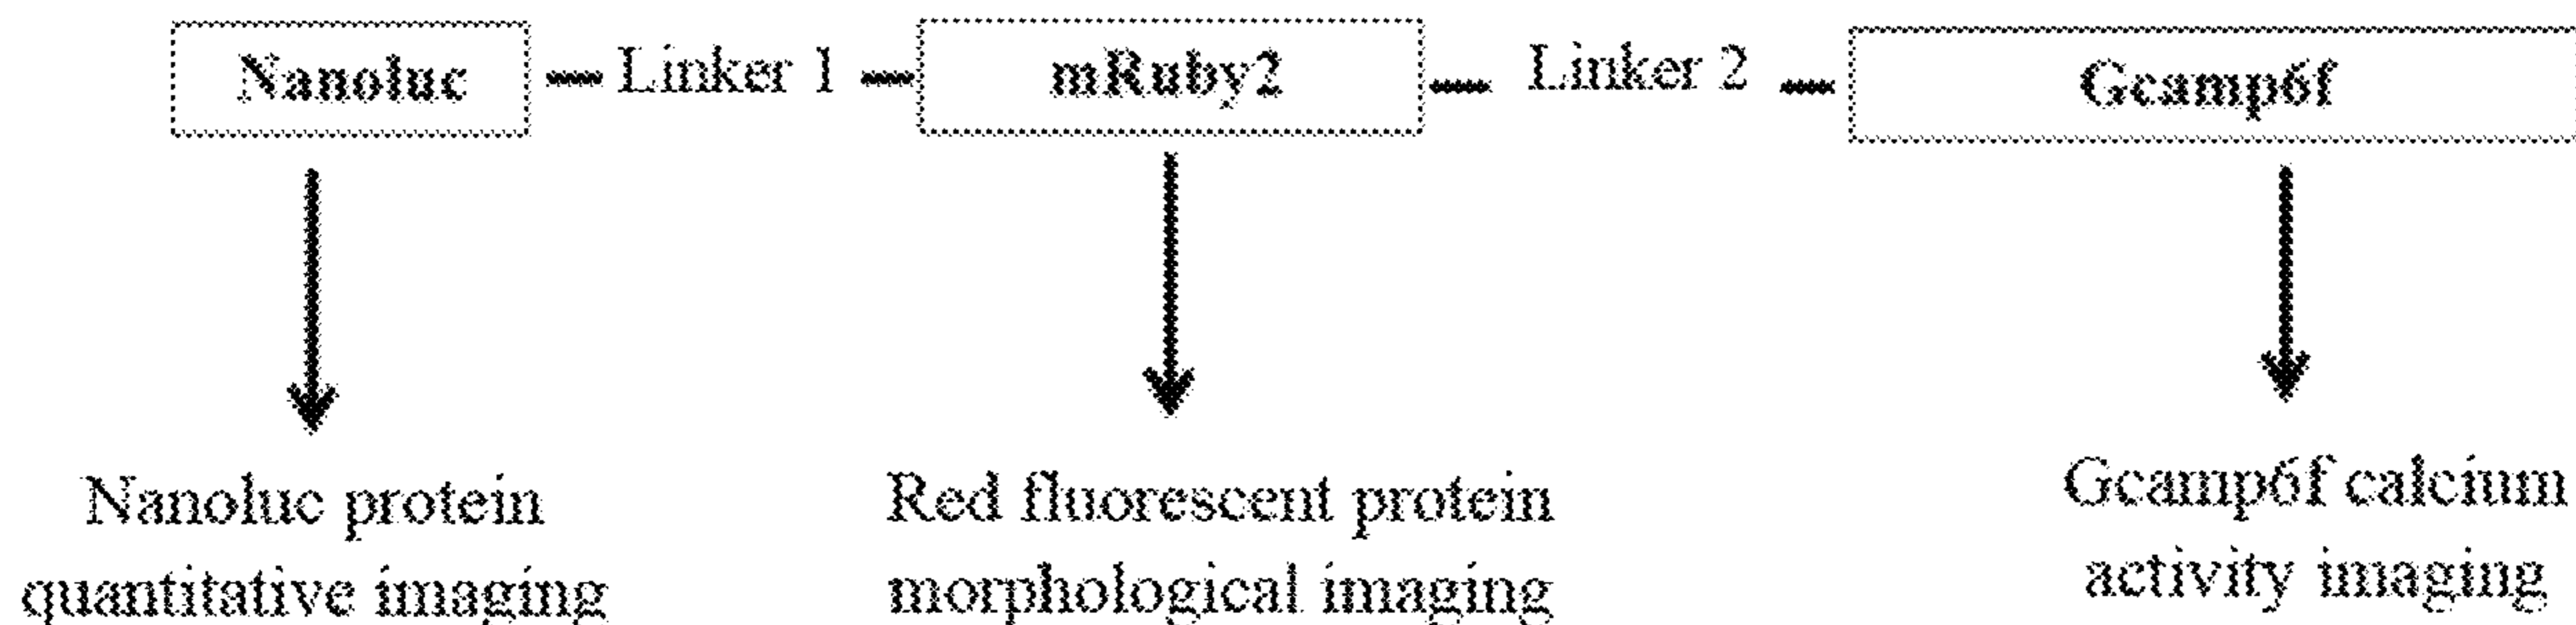 Nanoluc Linker 1 mRuby2 Linker 2 Gcamp6f
Nanoluc protein
quantitative imaging
Red fluorescent protein
morphological imaging
Gcamp6f calcium
activity imaging